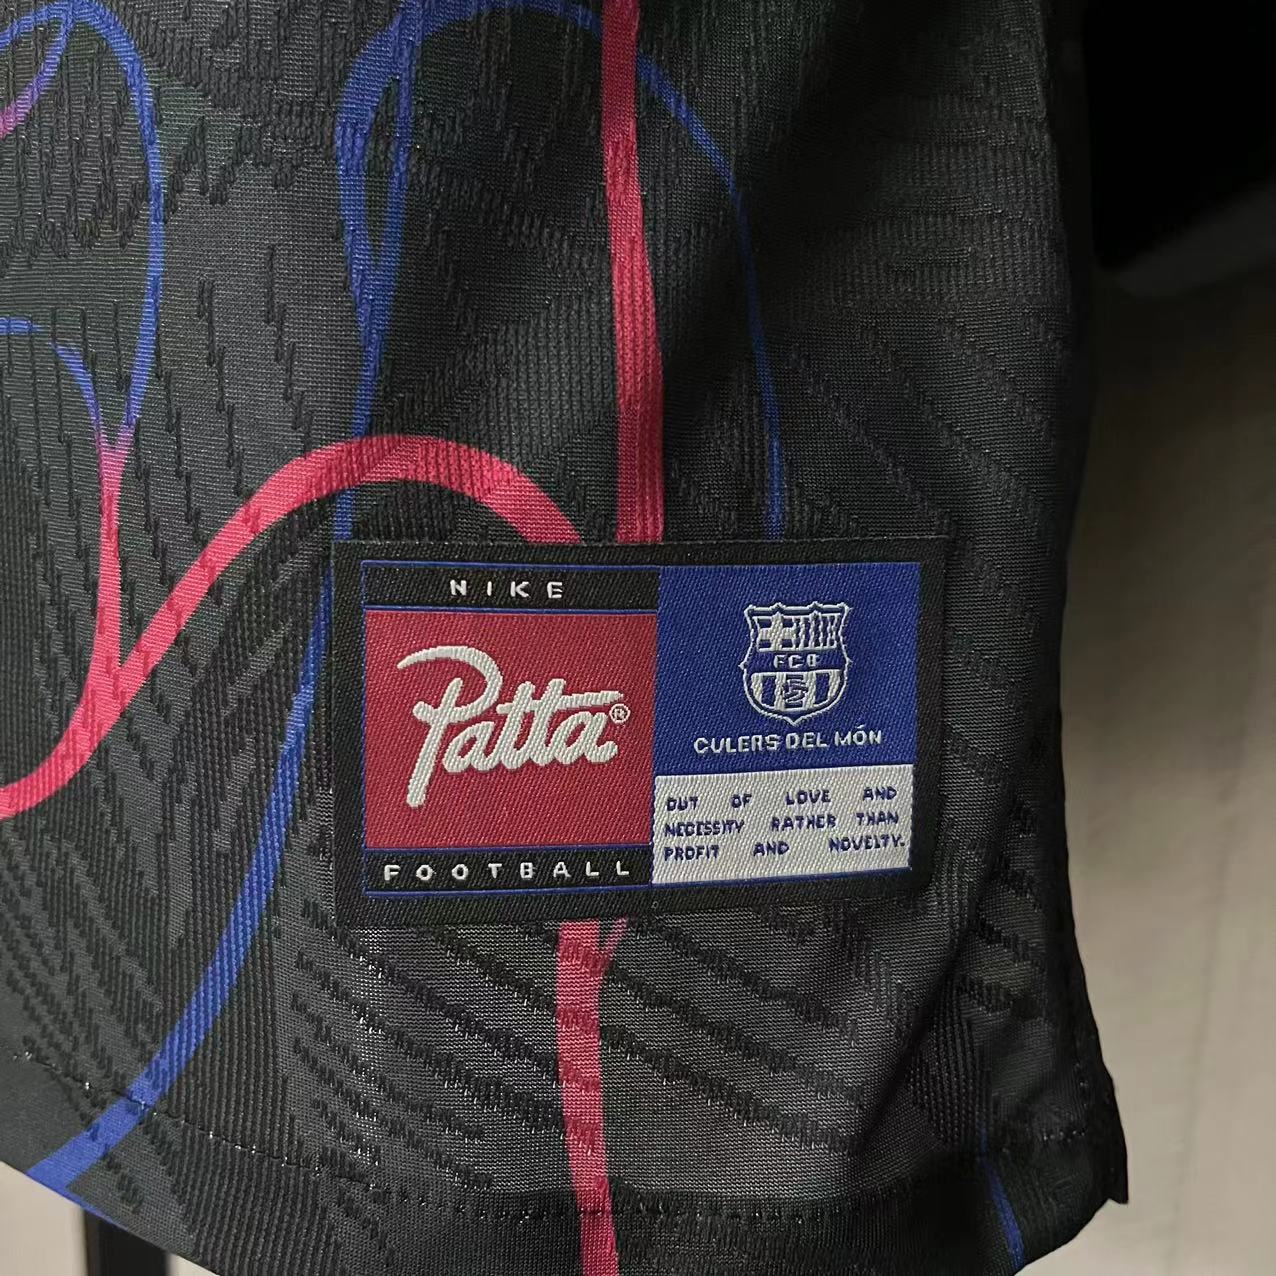 NIKE
Patta®
FOOTBALL
FCB
CULERS DEL MÓN
OUT OF LOVE AND
NECESSITY RATHER THAN
PROFIT AND NOVELTY.